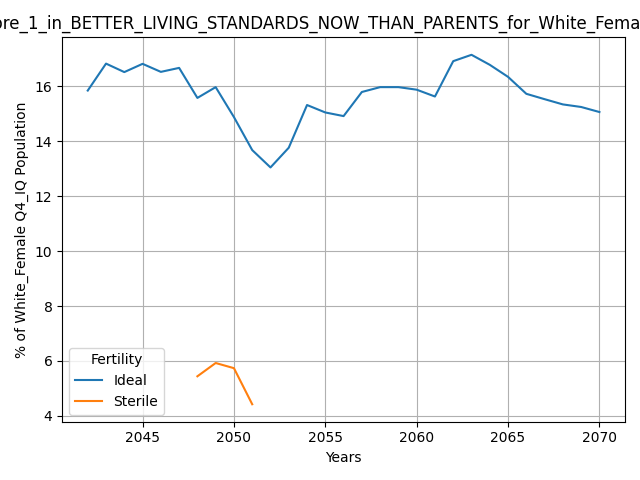 ore_1_in_BETTER_LIVING_STANDARDS_NOW_THAN_PARENTS_for_White_Fema
% of White_Female Q4_IQ Population
16
14
12
10
8
6
4
Fertility
Ideal
Sterile
2045 2050 2055 2060 2065 2070
Years